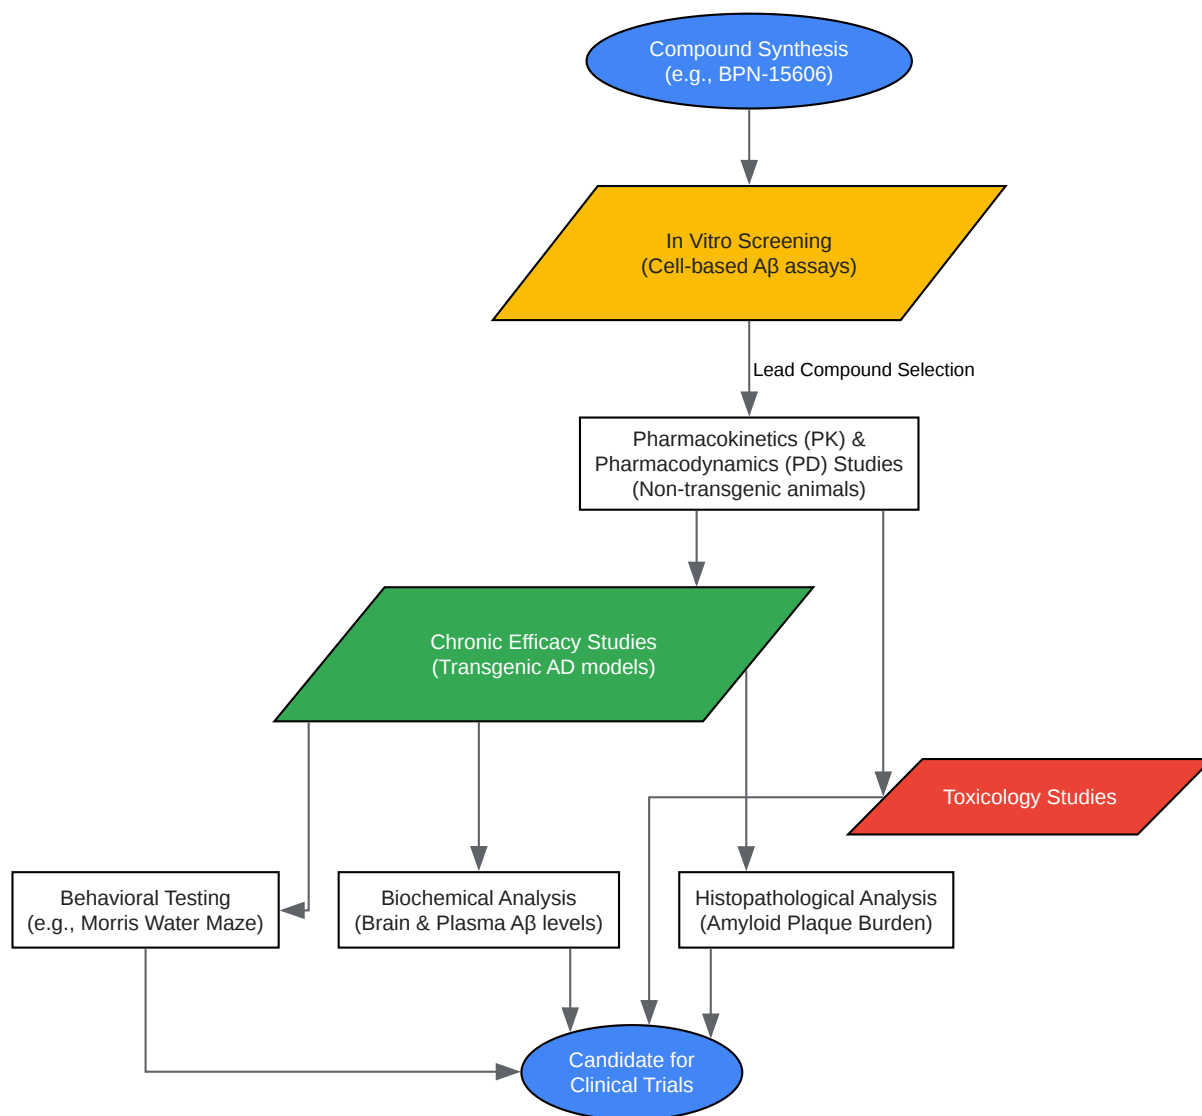 Compound Synthesis
(e.g., BPN-15606)
In Vitro Screening
(Cell-based Aβ assays)
Lead Compound Selection
Pharmacokinetics (PK) &
Pharmacodynamics (PD) Studies
(Non-transgenic animals)
Chronic Efficacy Studies
(Transgenic AD models)
Toxicology Studies
Behavioral Testing
(e.g., Morris Water Maze)
Biochemical Analysis
(Brain & Plasma Aβ levels)
Histopathological Analysis
(Amyloid Plaque Burden)
Candidate for
Clinical Trials